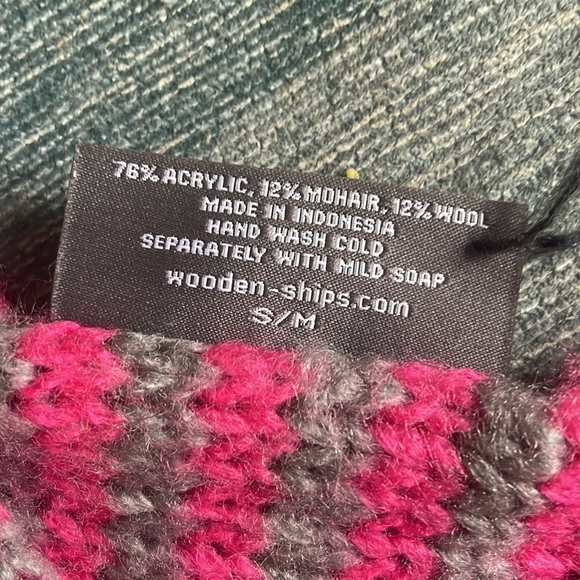 76% ACRYLIC, 12% MOHAIR, 12% WOOL
MADE IN INDONESIA
HAND WASH COLD
SEPARATELY WITH MILD SOAP
wooden-ships.com
S/M